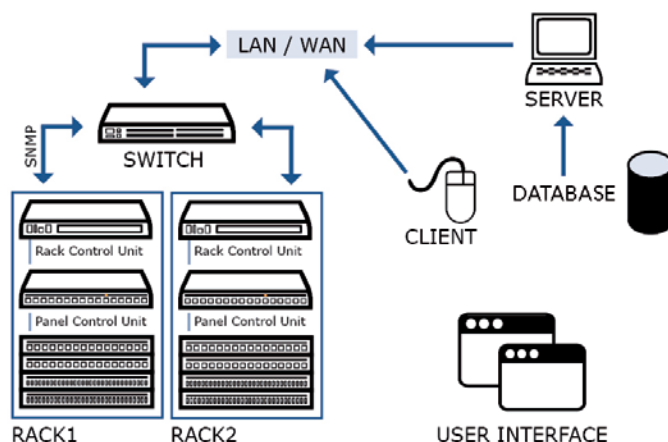 LAN / WAN
SERVER
SNMP
SWITCH
DATABASE
CLIENT
Rack Control Unit
Rack Control Unit
Panel Control Unit
Panel Control Unit
RACK1
RACK2
USER INTERFACE